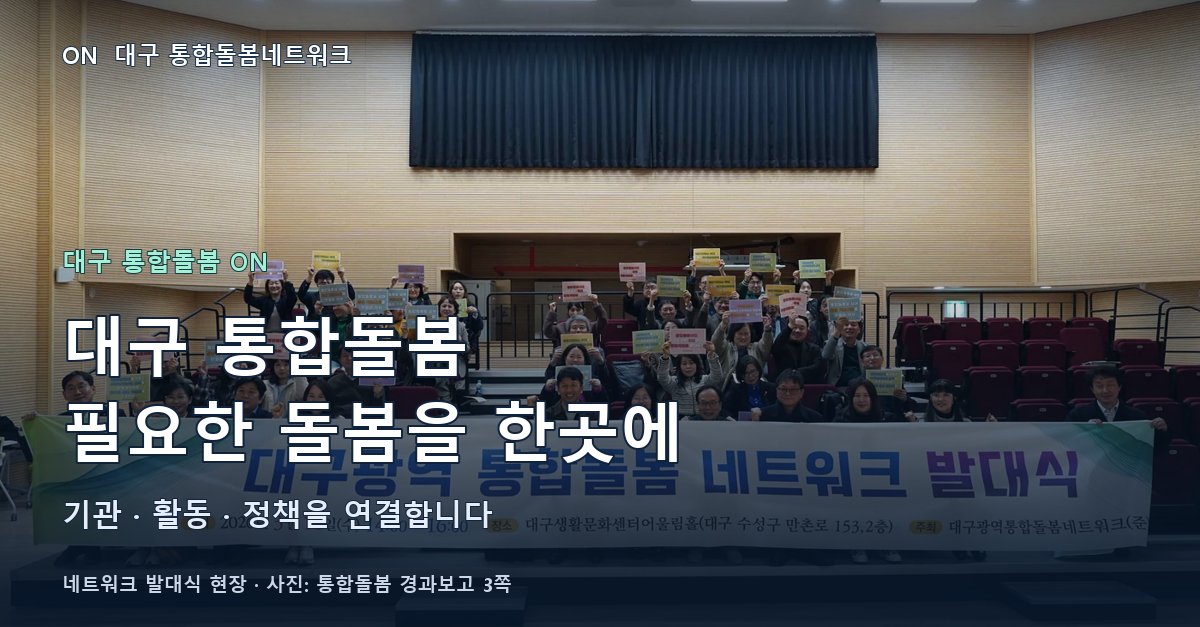 ON 대구 통합돌봄네트워크
대구 통합돌봄 ON
대구 통합돌봄
필요한 돌봄을 한곳에
대구광역 통합돌봄 네트워크 발대식
기관 · 활동 · 정책을 연결합니다
장소 대구생활문화센터어울림홀(대구 수성구 만촌로 153,2층) 주최 대구광역통합돌봄네트워크(준
네트워크 발대식 현장 · 사진: 통합돌봄 경과보고 3쪽